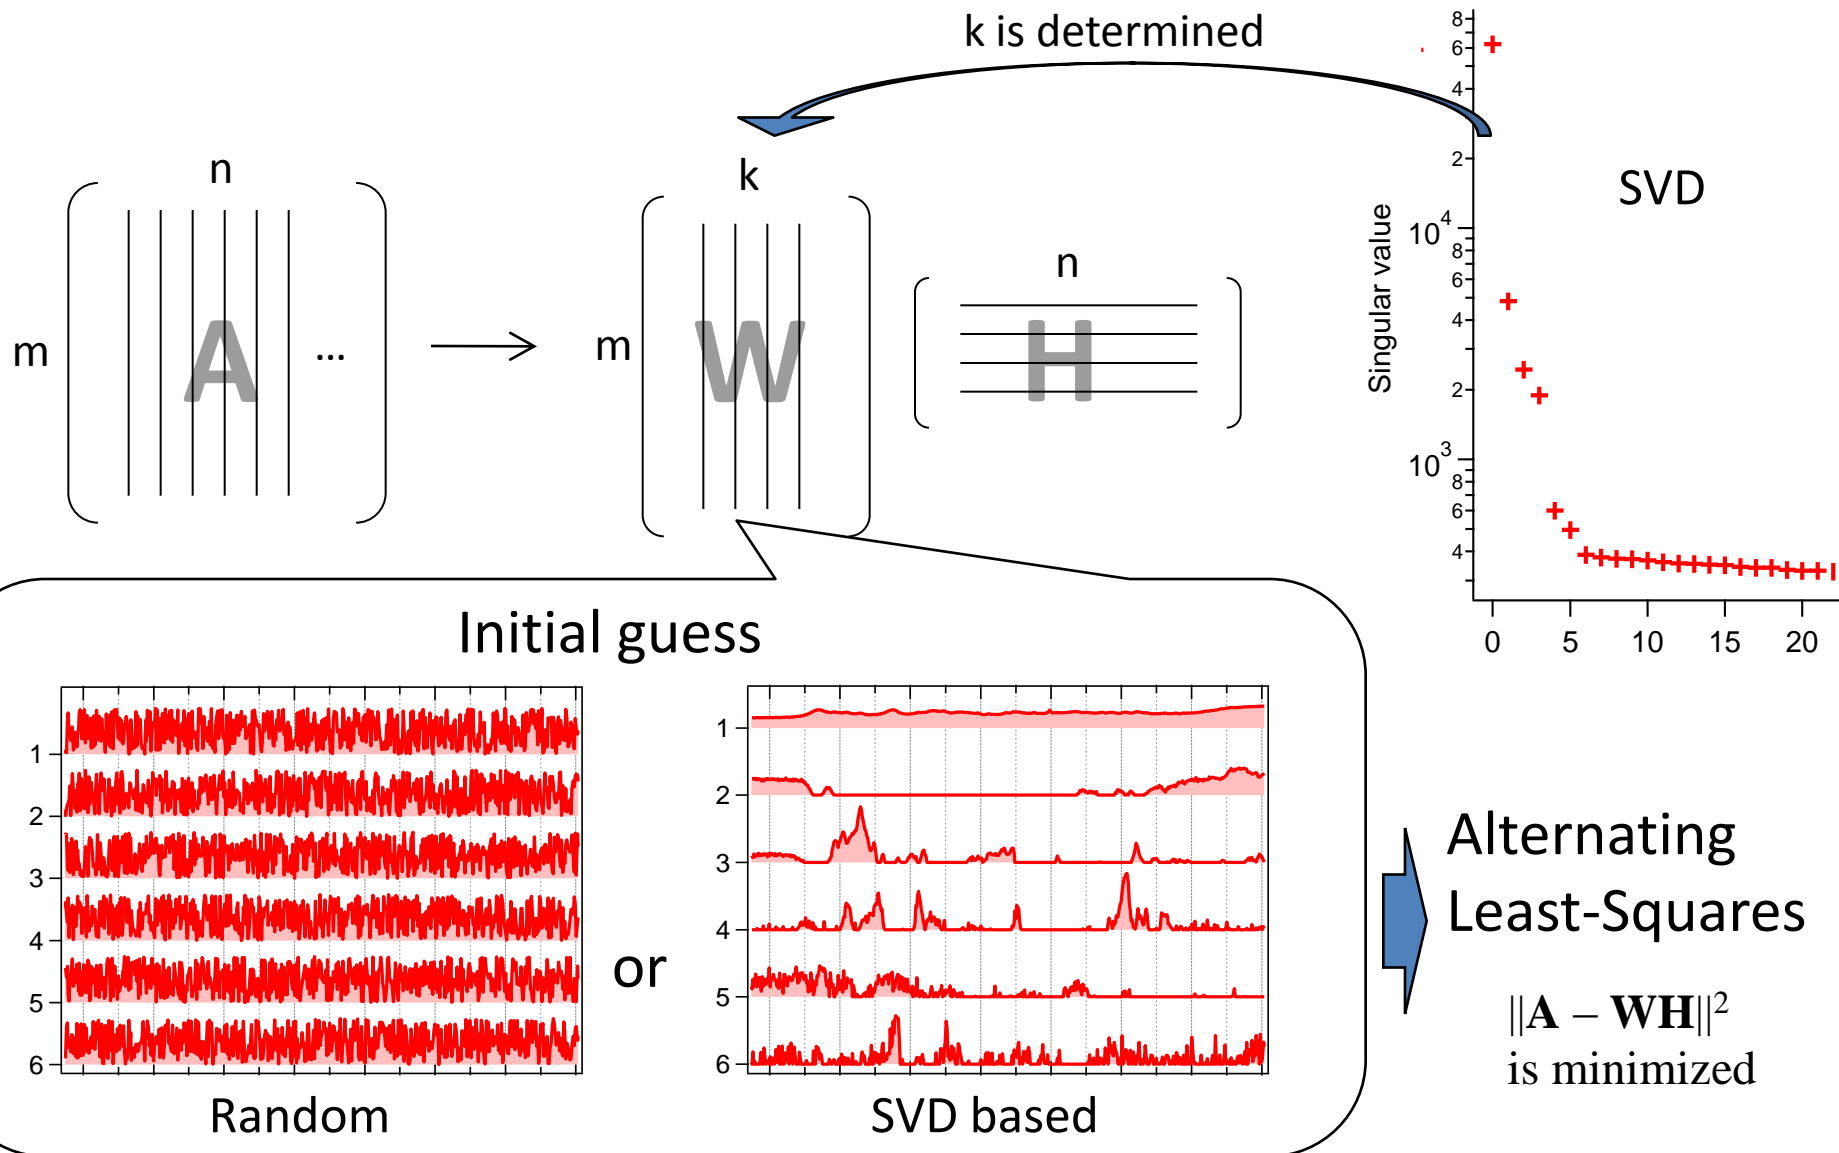 k is determined
n
m
A
...
k
m
W
n
H
SVD
Singular value
8
6
4
2
10^4
8
6
4
2
10^3
8
6
4
0 5 10 15 20
Initial guess
1
2
3
4
5
6
Random
or
1
2
3
4
5
6
SVD based
Alternating
Least-Squares
||A – WH||²
is minimized